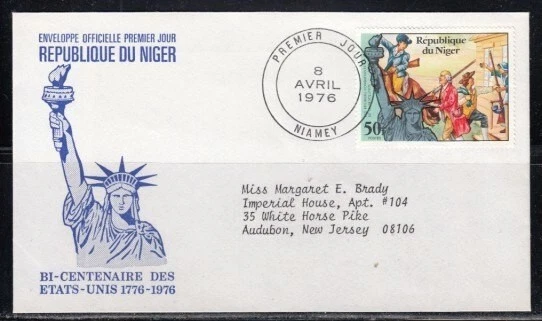 ENVELOPPE OFFICIELLE PREMIER JOUR
REPUBLIQUE DU NIGER
PREMIER JOUR
8
AVRIL
1976
NIAMEY
République
du Niger
50F
Miss Margaret E. Brady
Imperial House, Apt. #104
35 White Horse Pike
Audubon, New Jersey 08106
BI-CENTENAIRE DES
ETATS-UNIS 1776-1976